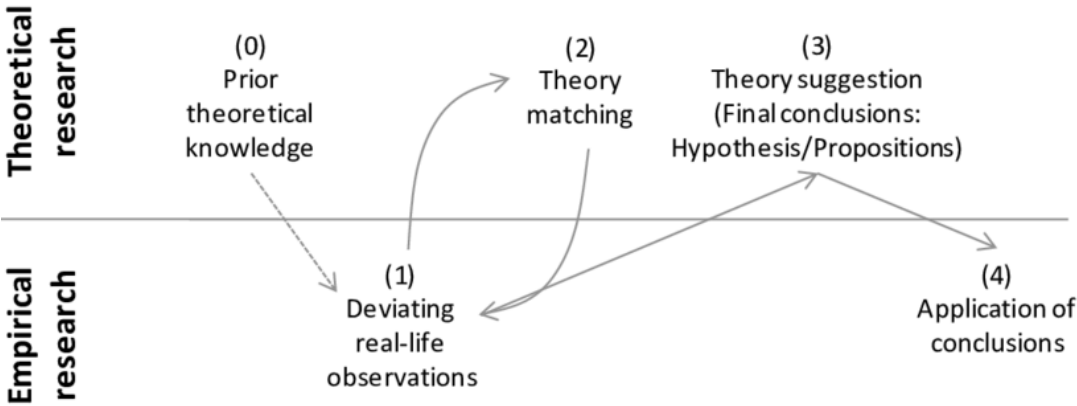 Theoretical
research
(0)
Prior
theoretical
knowledge
(2)
Theory
matching
(3)
Theory suggestion
(Final conclusions:
Hypothesis/Propositions)
Empirical
research
(1)
Deviating
real-life
observations
(4)
Application of
conclusions